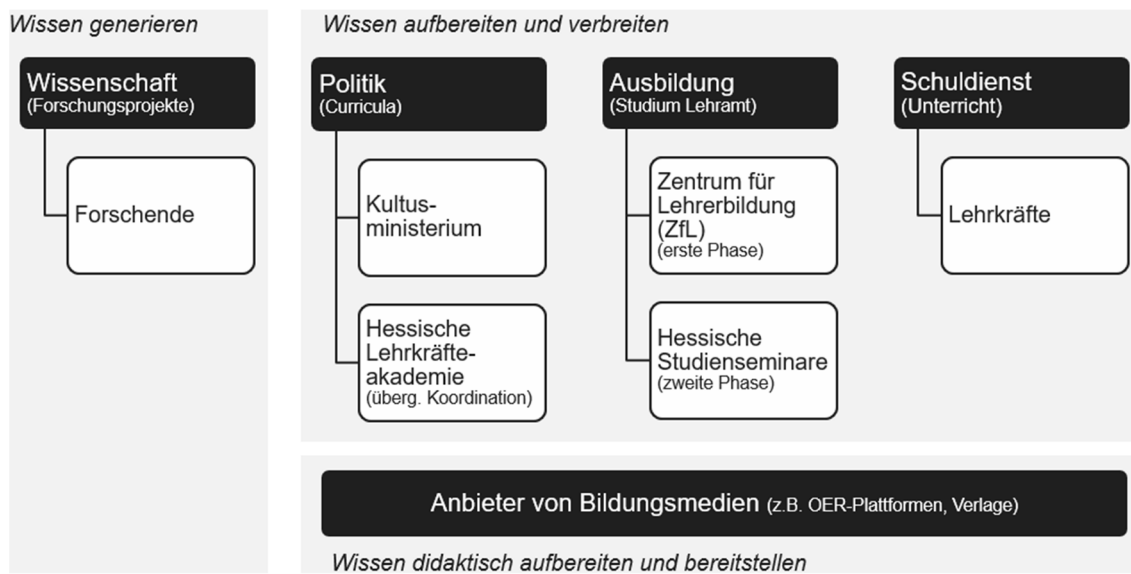 Wissen generieren
Wissenschaft
(Forschungsprojekte)
Forschende
Wissen aufbereiten und verbreiten
Politik
(Curricula)
Kultus-
ministerium
Hessische
Lehrkräfte-
akademie
(überg. Koordination)
Ausbildung
(Studium Lehramt)
Zentrum für
Lehrerbildung
(ZfL)
(erste Phase)
Hessische
Studienseminare
(zweite Phase)
Schuldienst
(Unterricht)
Lehrkräfte
Anbieter von Bildungsmedien (z.B. OER-Plattformen, Verlage)
Wissen didaktisch aufbereiten und bereitstellen